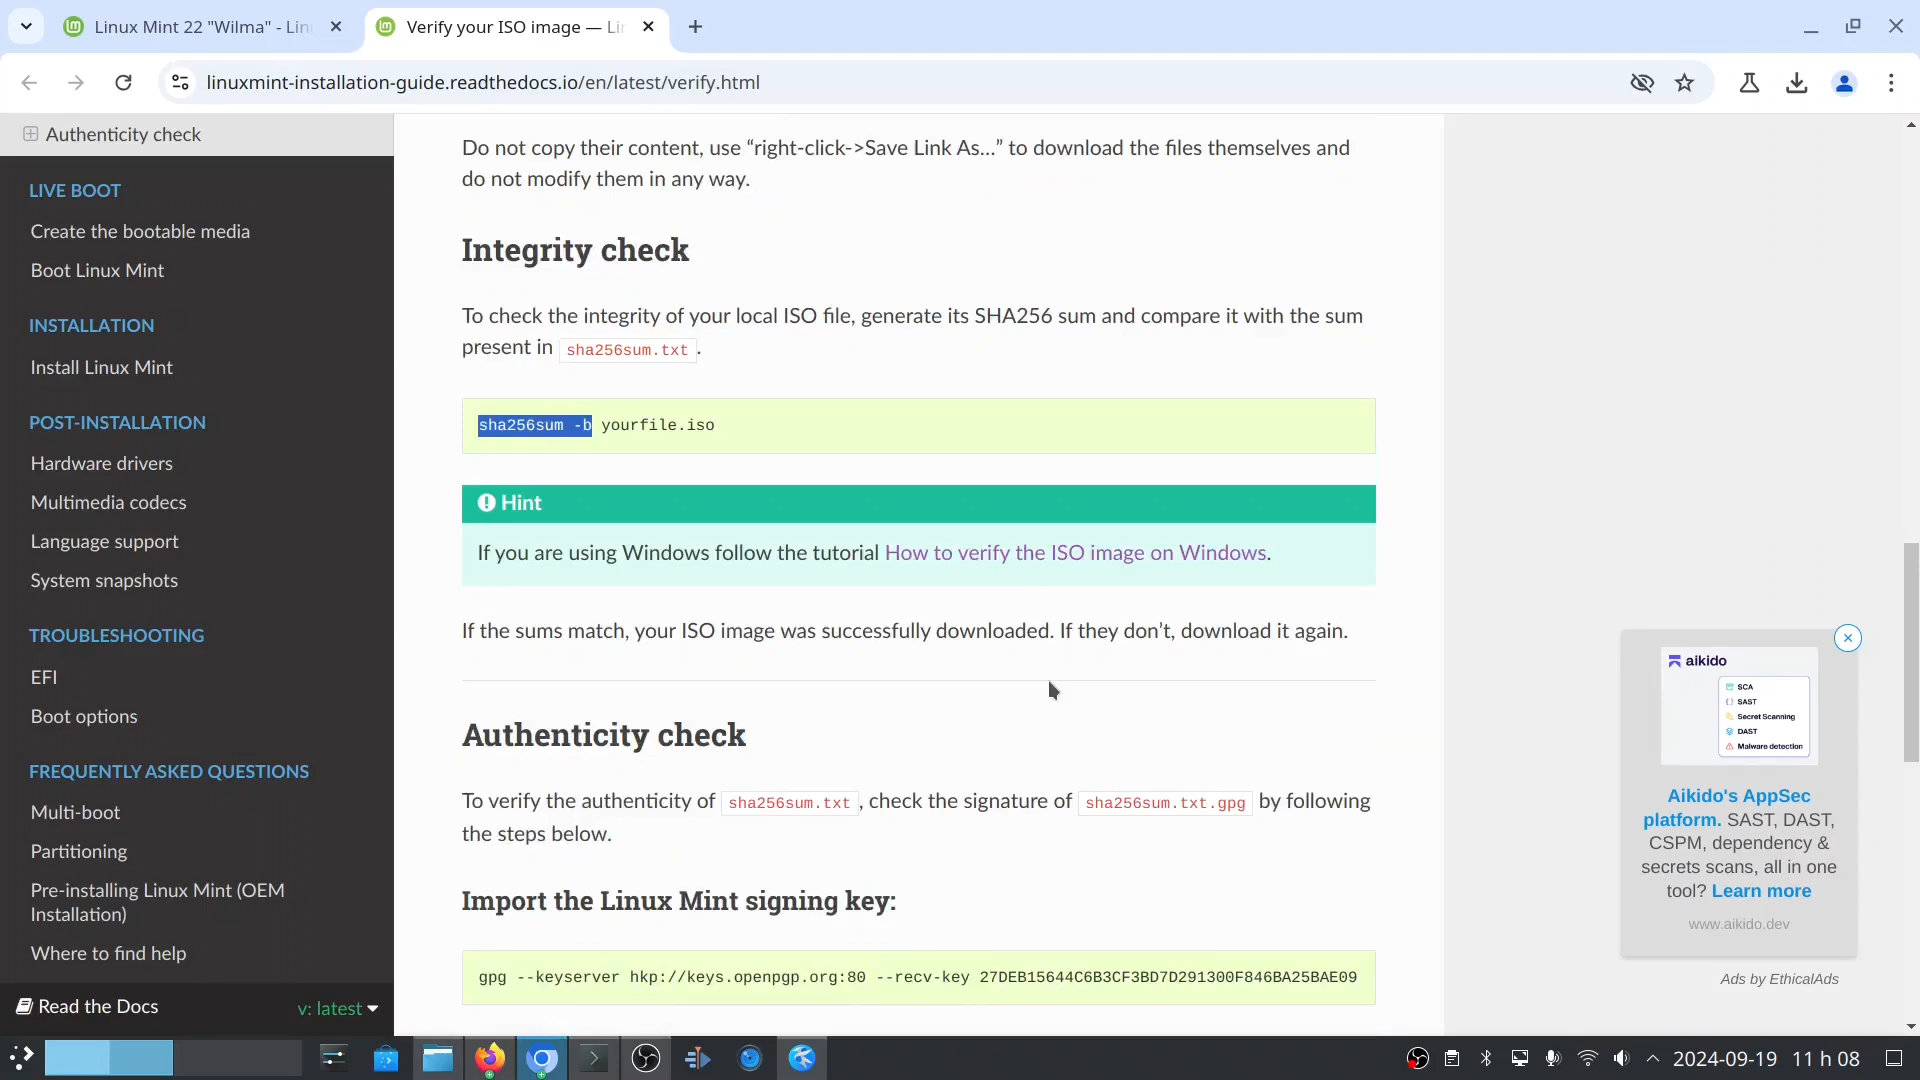 Linux Mint 22 "Wilma" - Lin
Verify your ISO image — Li
linuxmint-installation-guide.readthedocs.io/en/latest/verify.html
Authenticity check
LIVE BOOT
Create the bootable media
Boot Linux Mint
INSTALLATION
Install Linux Mint
POST-INSTALLATION
Hardware drivers
Multimedia codecs
Language support
System snapshots
TROUBLESHOOTING
EFI
Boot options
FREQUENTLY ASKED QUESTIONS
Multi-boot
Partitioning
Pre-installing Linux Mint (OEM
Installation)
Where to find help
Read the Docs
v: latest
Do not copy their content, use “right-click->Save Link As…” to download the files themselves and
do not modify them in any way.
Integrity check
To check the integrity of your local ISO file, generate its SHA256 sum and compare it with the sum
present in sha256sum.txt.
sha256sum -b yourfile.iso
Hint
If you are using Windows follow the tutorial How to verify the ISO image on Windows.
If the sums match, your ISO image was successfully downloaded. If they don’t, download it again.
Authenticity check
To verify the authenticity of sha256sum.txt, check the signature of sha256sum.txt.gpg by following
the steps below.
Import the Linux Mint signing key:
gpg --keyserver hkp://keys.openpgp.org:80 --recv-key 27DEB15644C6B3CF3BD7D291300F846BA25BAE09
aikido
SCA
SAST
Secret Scanning
DAST
Malware detection
Aikido's AppSec
platform. SAST, DAST,
CSPM, dependency &
secrets scans, all in one
tool? Learn more
www.aikido.dev
Ads by EthicalAds
2024-09-19 11 h 08